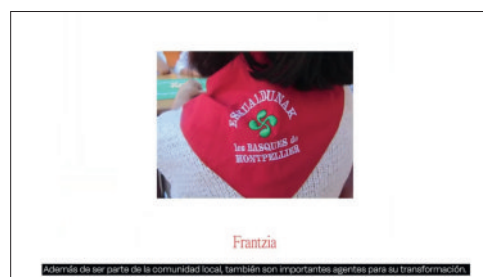 ESKUALDUNAK
les BASQUES de
MONTPELLIER
Frantzia
Además de ser parte de la comunidad local, también son importantes agentes para su transformación.